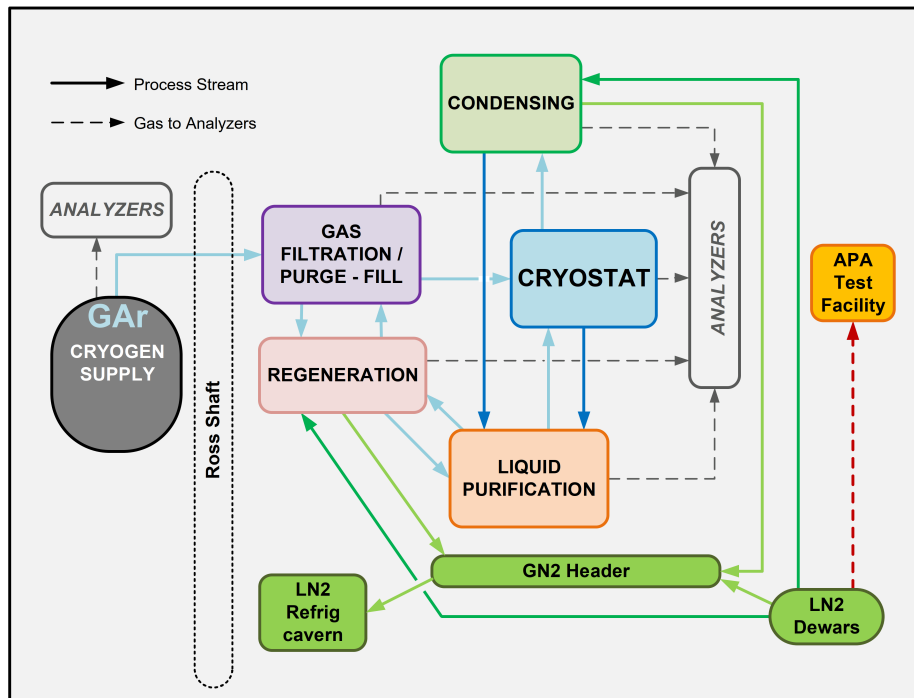 Process Stream
Gas to Analyzers
CONDENSING
ANALYZERS
GAS
FILTRATION /
PURGE - FILL
CRYOSTAT
ANALYZERS
APA
Test
Facility
GAr
CRYOGEN
SUPPLY
Ross Shaft
REGENERATION
LIQUID
PURIFICATION
GN2 Header
LN2
Refrig
cavern
LN2
Dewars